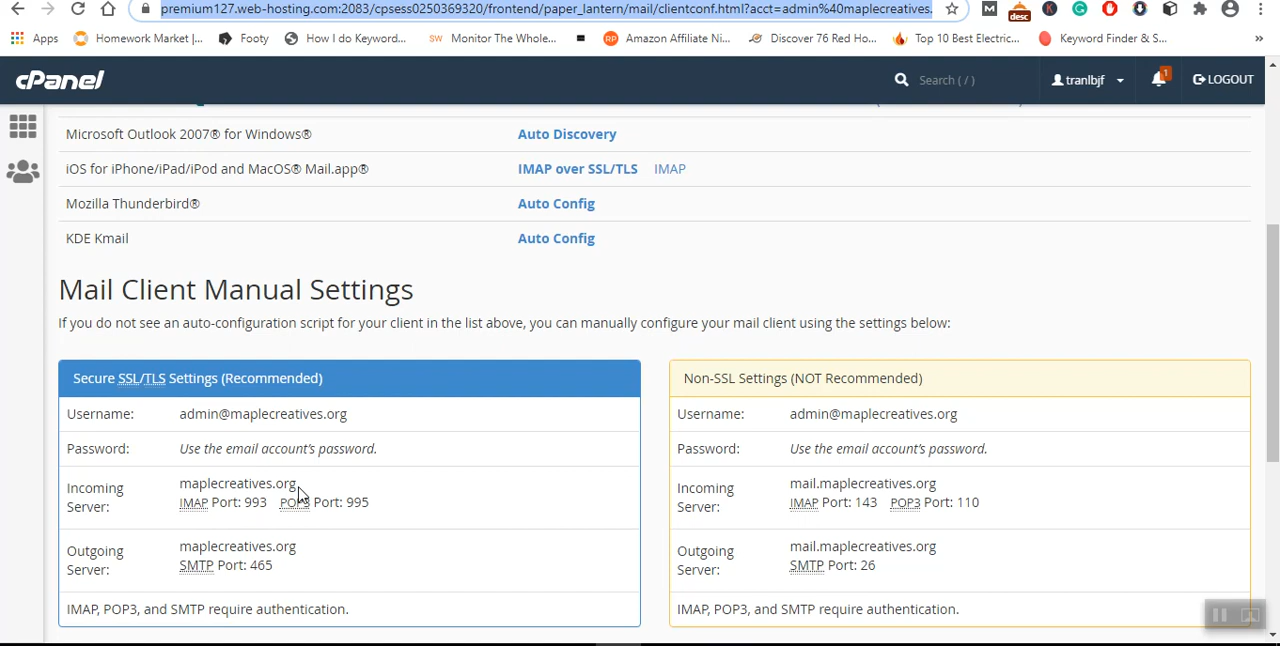 premium127.web-hosting.com:2083/cpsess0250369320/frontend/paper_lantern/mail/clientconf.html?acct=admin%40maplecreatives.
desc
Apps Homework Market |... Footy How I do Keyword... SW Monitor The Whole... RP Amazon Affiliate Ni... Discover 76 Red Ho... Top 10 Best Electric... Keyword Finder & S... »
cPanel Search ( / ) tranlbjf 1 LOGOUT
Microsoft Outlook 2007® for Windows® Auto Discovery
iOS for iPhone/iPad/iPod and MacOS® Mail.app® IMAP over SSL/TLS IMAP
Mozilla Thunderbird® Auto Config
KDE Kmail Auto Config
Mail Client Manual Settings
If you do not see an auto-configuration script for your client in the list above, you can manually configure your mail client using the settings below:
Secure SSL/TLS Settings (Recommended)
Username: admin@maplecreatives.org
Password: Use the email account's password.
Incoming Server: maplecreatives.org
IMAP Port: 993 POP3 Port: 995
Outgoing Server: maplecreatives.org
SMTP Port: 465
IMAP, POP3, and SMTP require authentication.
Non-SSL Settings (NOT Recommended)
Username: admin@maplecreatives.org
Password: Use the email account's password.
Incoming Server: mail.maplecreatives.org
IMAP Port: 143 POP3 Port: 110
Outgoing Server: mail.maplecreatives.org
SMTP Port: 26
IMAP, POP3, and SMTP require authentication.